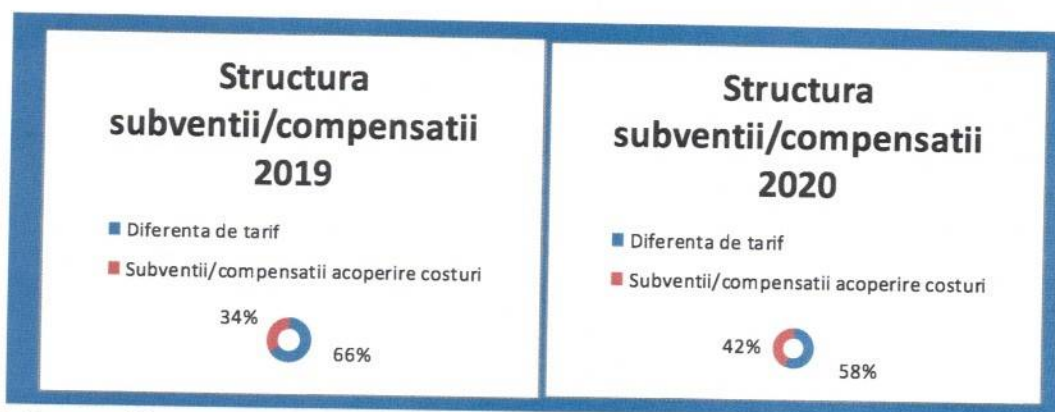 Structura
subventii/compensatii
2019
Diferenta de tarif
Subventii/compensatii acoperire costuri
34%
66%
Structura
subventii/compensatii
2020
Diferenta de tarif
Subventii/compensatii acoperire costuri
42%
58%